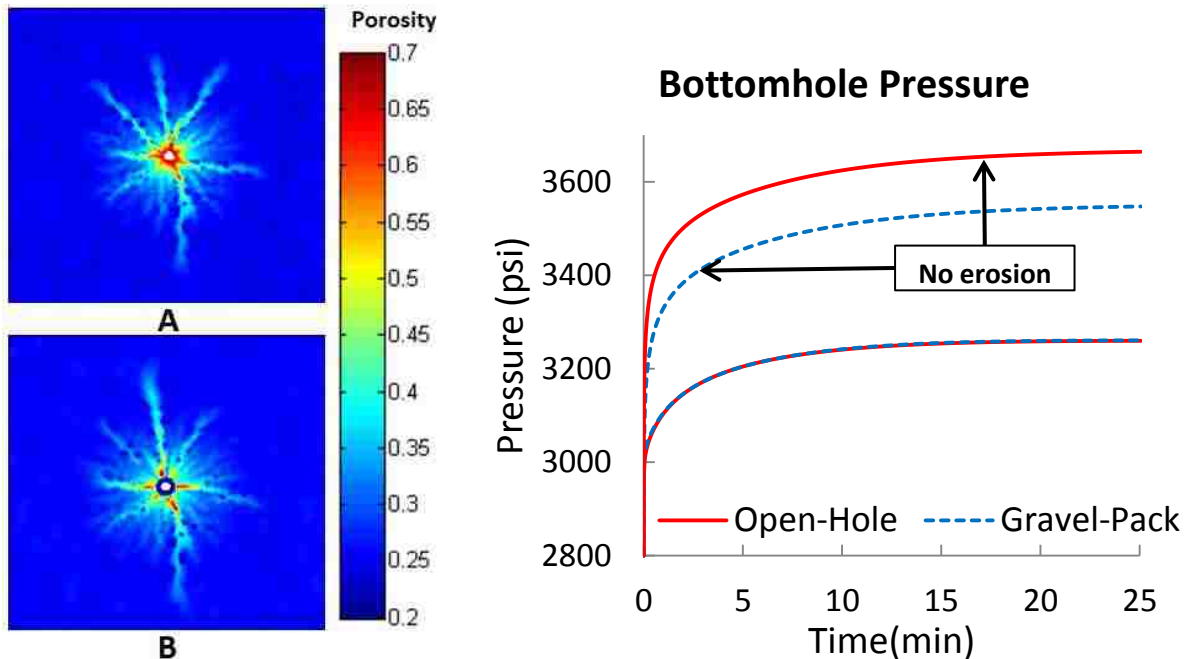 Porosity
0.7
0.65
0.6
0.55
0.5
0.45
0.4
0.35
0.3
0.25
0.2
A
B
Bottomhole Pressure
Pressure (psi)
3600
3400
3200
3000
2800
No erosion
Open-Hole
Gravel-Pack
0 5 10 15 20 25
Time(min)